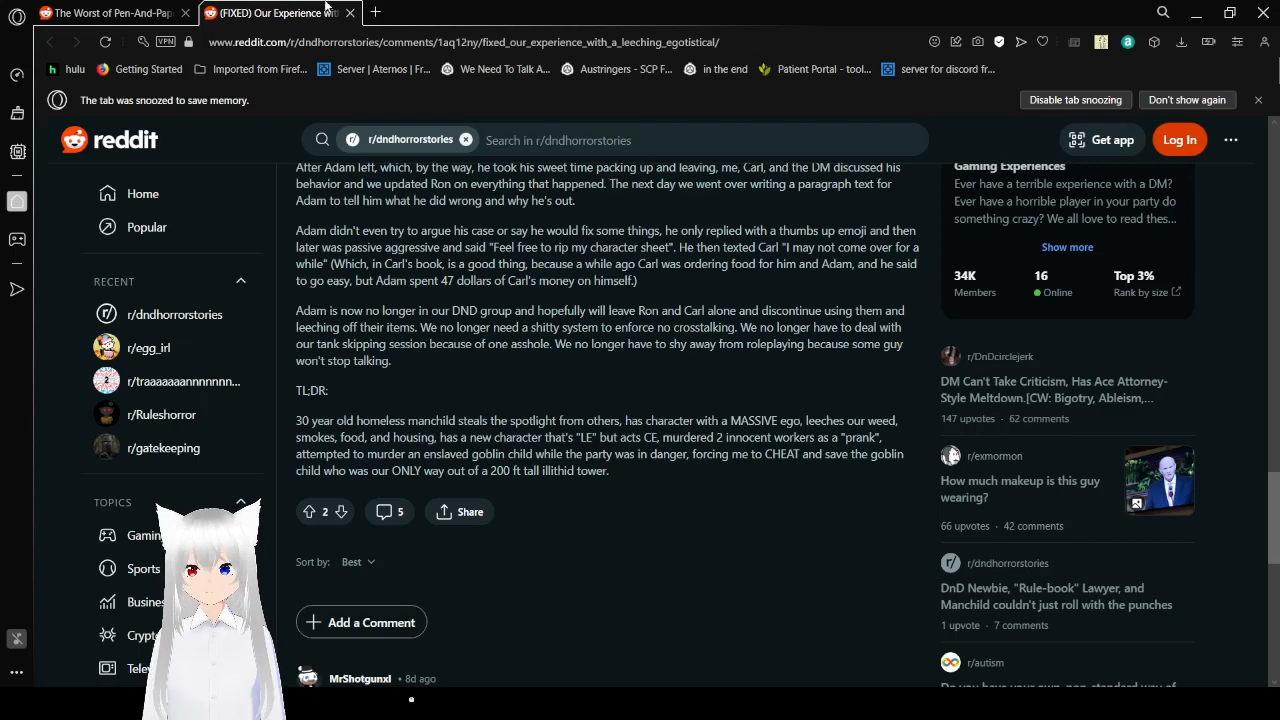 The Worst of Pen-And-Pap
(FIXED) Our Experience wi
VPN
www.reddit.com/r/dndhorrorstories/comments/1aq12ny/fixed_our_experience_with_a_leeching_egotistical/
hulu
Getting Started
Imported from Firef...
Server | Aternos | Fr...
We Need To Talk A...
Austringers - SCP F...
in the end
Patient Portal - tool...
server for discord fr...
The tab was snoozed to save memory.
Disable tab snoozing
Don't show again
reddit
r/dndhorrorstories
Search in r/dndhorrorstories
Get app
Log In
Home
Popular
RECENT
r/dndhorrorstories
r/egg_irl
r/traaaaaaannnnnnn...
r/Ruleshorror
r/gatekeeping
TOPICS
Gamin
Sports
Busine
Crypt
Telev
After Adam left, which, by the way, he took his sweet time packing up and leaving, me, Carl, and the DM discussed his
behavior and we updated Ron on everything that happened. The next day we went over writing a paragraph text for
Adam to tell him what he did wrong and why he's out.
Adam didn't even try to argue his case or say he would fix some things, he only replied with a thumbs up emoji and then
later was passive aggressive and said "Feel free to rip my character sheet". He then texted Carl "I may not come over for a
while" (Which, in Carl's book, is a good thing, because a while ago Carl was ordering food for him and Adam, and he said
to go easy, but Adam spent 47 dollars of Carl's money on himself.)
Adam is now no longer in our DND group and hopefully will leave Ron and Carl alone and discontinue using them and
leeching off their items. We no longer need a shitty system to enforce no crosstalking. We no longer have to deal with
our tank skipping session because of one asshole. We no longer have to shy away from roleplaying because some guy
won't stop talking.
TL;DR:
30 year old homeless manchild steals the spotlight from others, has character with a MASSIVE ego, leeches our weed,
smokes, food, and housing, has a new character that's "LE" but acts CE, murdered 2 innocent workers as a "prank",
attempted to murder an enslaved goblin child while the party was in danger, forcing me to CHEAT and save the goblin
child who was our ONLY way out of a 200 ft tall illithid tower.
2
5
Share
Sort by:
Best
Add a Comment
MrShotgunxl • 8d ago
Gaming Experiences
Ever have a terrible experience with a DM?
Ever have a horrible player in your party do
something crazy? We all love to read thes...
Show more
34K
Members
16
Online
Top 3%
Rank by size
r/DnDcirclejerk
DM Can't Take Criticism, Has Ace Attorney-
Style Meltdown.[CW: Bigotry, Ableism,...
147 upvotes · 62 comments
r/exmormon
How much makeup is this guy
wearing?
66 upvotes · 42 comments
r/dndhorrorstories
DnD Newbie, "Rule-book" Lawyer, and
Manchild couldn't just roll with the punches
1 upvote · 7 comments
r/autism